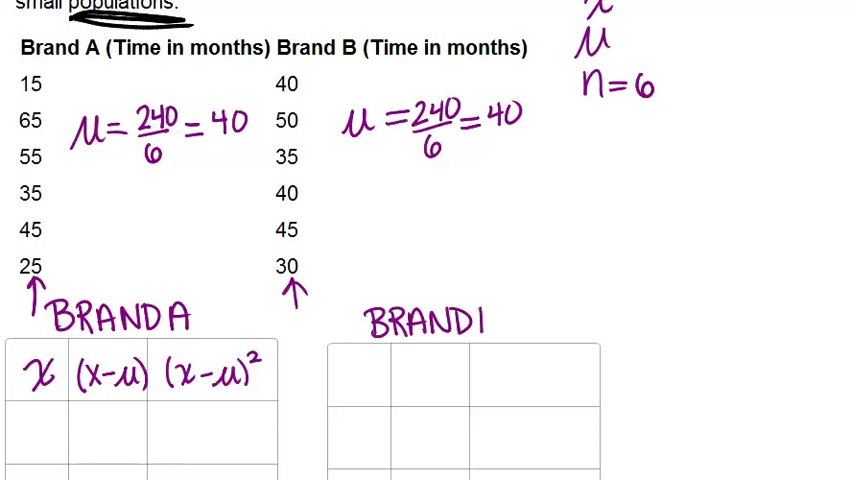 small populations.
μ
n=6
Brand A (Time in months) Brand B (Time in months)
15 40
65 μ = 240/6 = 40 50 μ = 240/6 = 40
55 35
35 40
45 45
25 30
BRAND A BRAND
x (x-μ) (x-μ)²